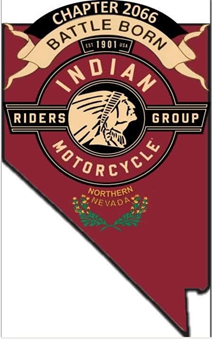 CHAPTER 2066
BATTLE BORN
EST 1901 USA
INDIAN
RIDERS GROUP
MOTORCYCLE
NORTHERN
NEVADA